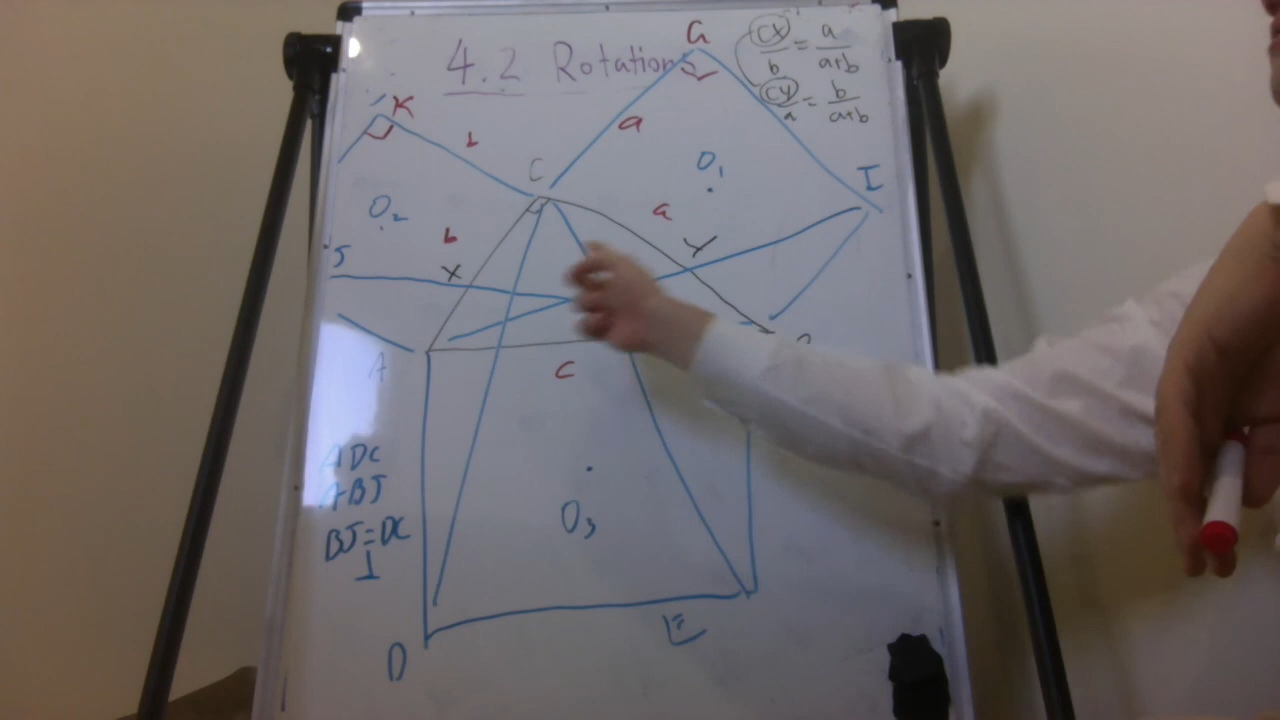 4.2 Rotations
G
CX/b = a/(a+b)
CY/a = b/(a+b)
K
b
a
C
O₁
I
O₂
b
a
J
X
Y
A
C
ADC
ABJ
BJ=DC
⊥
O₃
E
D